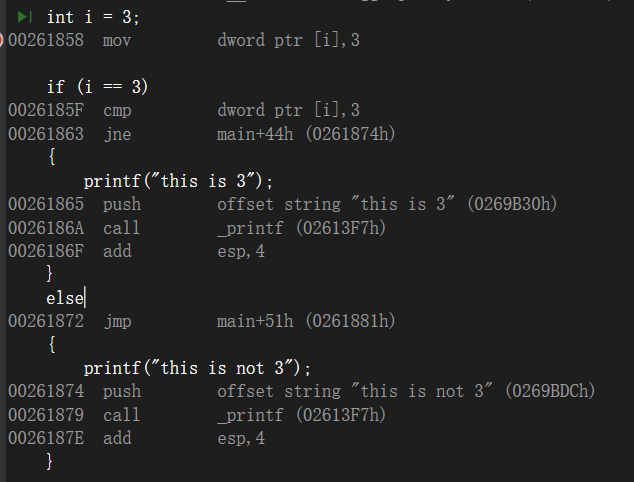 int i = 3;
00261858 mov dword ptr [i],3
if (i == 3)
0026185F cmp dword ptr [i],3
00261863 jne main+44h (0261874h)
{
printf("this is 3");
00261865 push offset string "this is 3" (0269B30h)
0026186A call _printf (02613F7h)
0026186F add esp,4
}
else
00261872 jmp main+51h (0261881h)
{
printf("this is not 3");
00261874 push offset string "this is not 3" (0269BDCh)
00261879 call _printf (02613F7h)
0026187E add esp,4
}